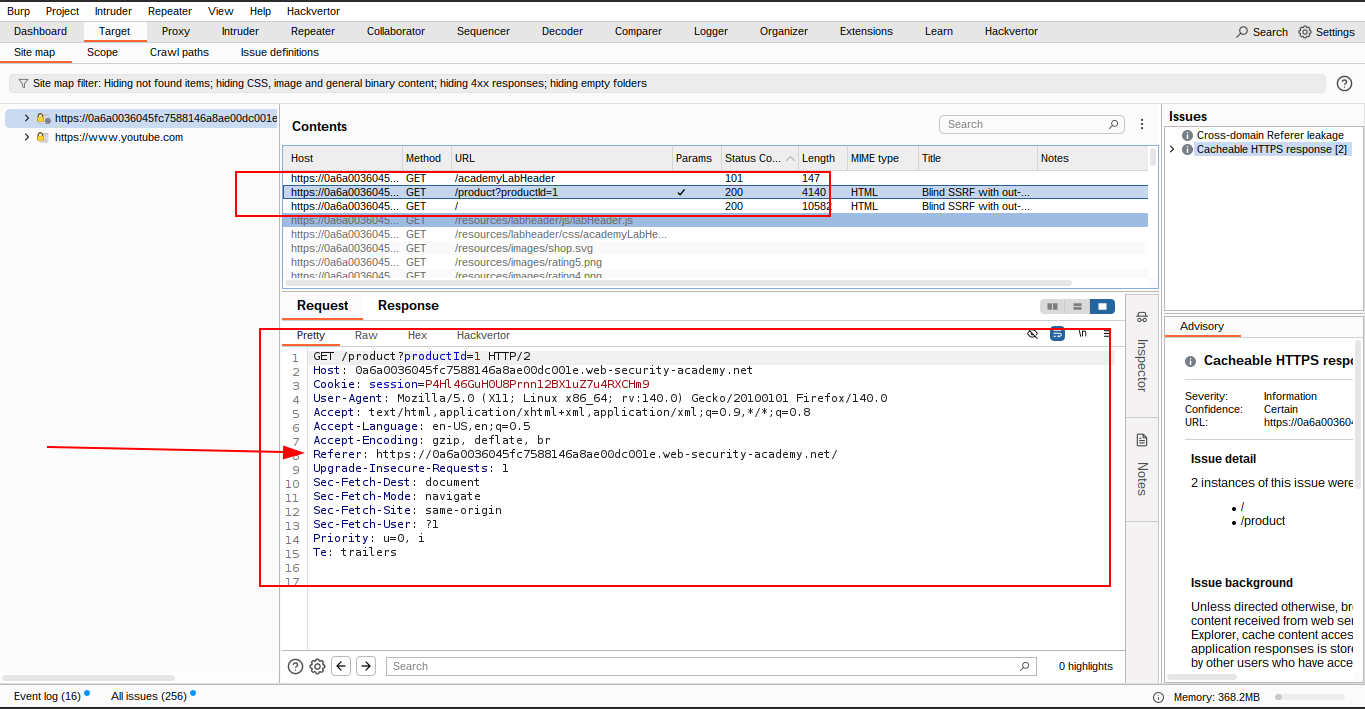 Burp Project Intruder Repeater View Help Hackvertor
Dashboard Target Proxy Intruder Repeater Collaborator Sequencer Decoder Comparer Logger Organizer Extensions Learn Hackvertor Search Settings
Site map Scope Crawl paths Issue definitions
Site map filter: Hiding not found items; hiding CSS, image and general binary content; hiding 4xx responses; hiding empty folders
https://0a6a0036045fc7588146a8ae00dc001e
https://www.youtube.com
Contents
Search
Host Method URL Params Status Co... Length MIME type Title Notes
https://0a6a0036045... GET /academyLabHeader 101 147
https://0a6a0036045... GET /product?productId=1 ✓ 200 4140 HTML Blind SSRF with out-...
https://0a6a0036045... GET / 200 10582 HTML Blind SSRF with out-...
https://0a6a0036045... GET /resources/labheader/js/labHeader.js
https://0a6a0036045... GET /resources/labheader/css/academyLabHe...
https://0a6a0036045... GET /resources/images/shop.svg
https://0a6a0036045... GET /resources/images/rating5.png
https://0a6a0036045... GET /resources/images/rating4.png
Request Response
Pretty Raw Hex Hackvertor \n
1 GET /product?productId=1 HTTP/2
2 Host: 0a6a0036045fc7588146a8ae00dc001e.web-security-academy.net
3 Cookie: session=P4Hl46GuH0U8Prnn12BX1uZ7u4RXCHm9
4 User-Agent: Mozilla/5.0 (X11; Linux x86_64; rv:140.0) Gecko/20100101 Firefox/140.0
5 Accept: text/html,application/xhtml+xml,application/xml;q=0.9,*/*;q=0.8
6 Accept-Language: en-US,en;q=0.5
7 Accept-Encoding: gzip, deflate, br
8 Referer: https://0a6a0036045fc7588146a8ae00dc001e.web-security-academy.net/
9 Upgrade-Insecure-Requests: 1
10 Sec-Fetch-Dest: document
11 Sec-Fetch-Mode: navigate
12 Sec-Fetch-Site: same-origin
13 Sec-Fetch-User: ?1
14 Priority: u=0, i
15 Te: trailers
16
17
Search
0 highlights
Inspector
Notes
Issues
Cross-domain Referer leakage
Cacheable HTTPS response [2]
Advisory
Cacheable HTTPS resp
Severity: Information
Confidence: Certain
URL: https://0a6a003604
Issue detail
2 instances of this issue were
• /
• /product
Issue background
Unless directed otherwise, br
content received from web ser
Explorer, cache content acces
application responses is store
by other users who have acce
Event log (16) All issues (256)
Memory: 368.2MB